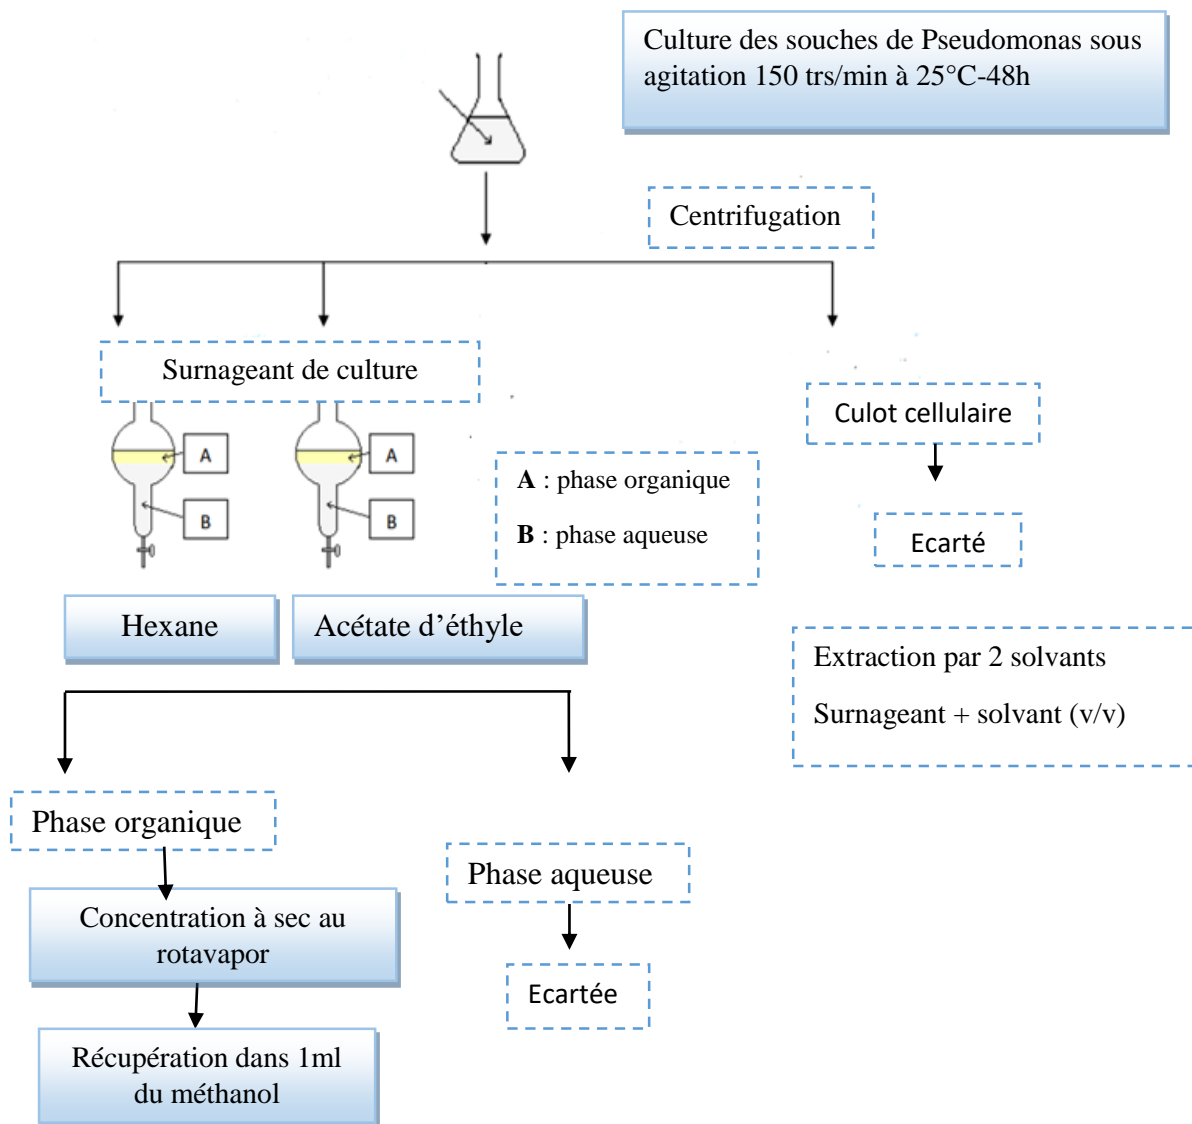 Culture des souches de Pseudomonas sous
agitation 150 trs/min à 25°C-48h
Centrifugation
Surnageant de culture
Culot cellulaire
A
A
B
B
A : phase organique
B : phase aqueuse
Ecarté
Hexane
Acétate d’éthyle
Extraction par 2 solvants
Surnageant + solvant (v/v)
Phase organique
Phase aqueuse
Concentration à sec au
rotavapor
Ecartée
Récupération dans 1ml
du méthanol